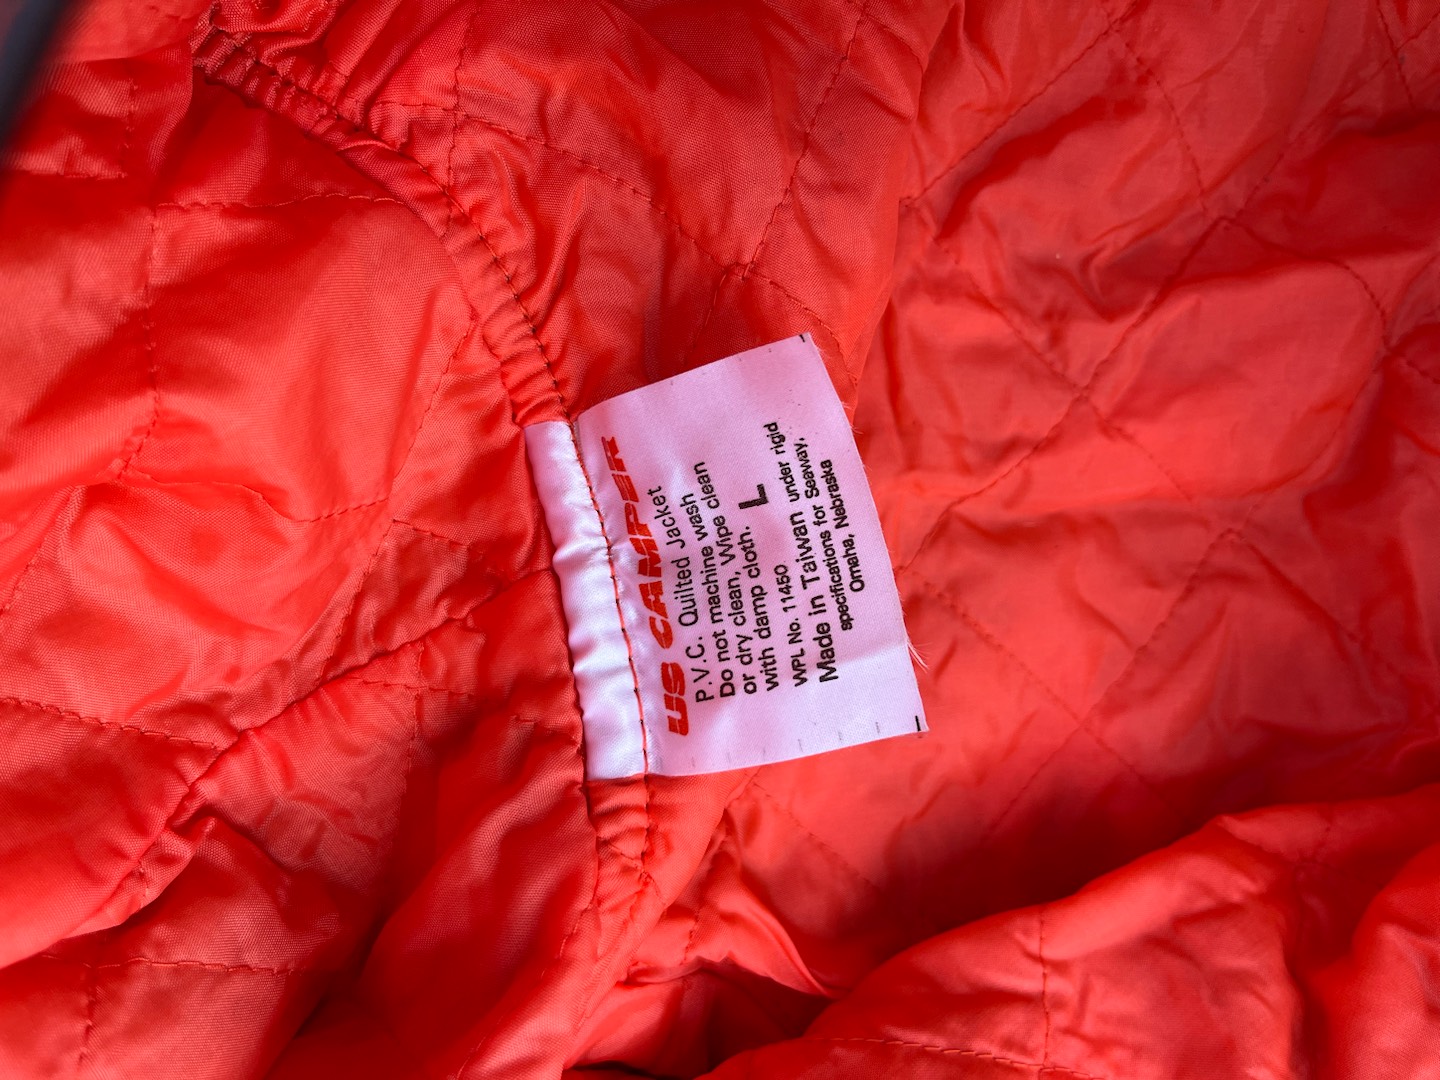 US CAMPER
P.V.C. Quilted Jacket
Do not machine wash
or dry clean, Wipe clean
with damp cloth. L
WPL No. 11450
Made in Taiwan under rigid
specifications for Seaway,
Omaha, Nebraska